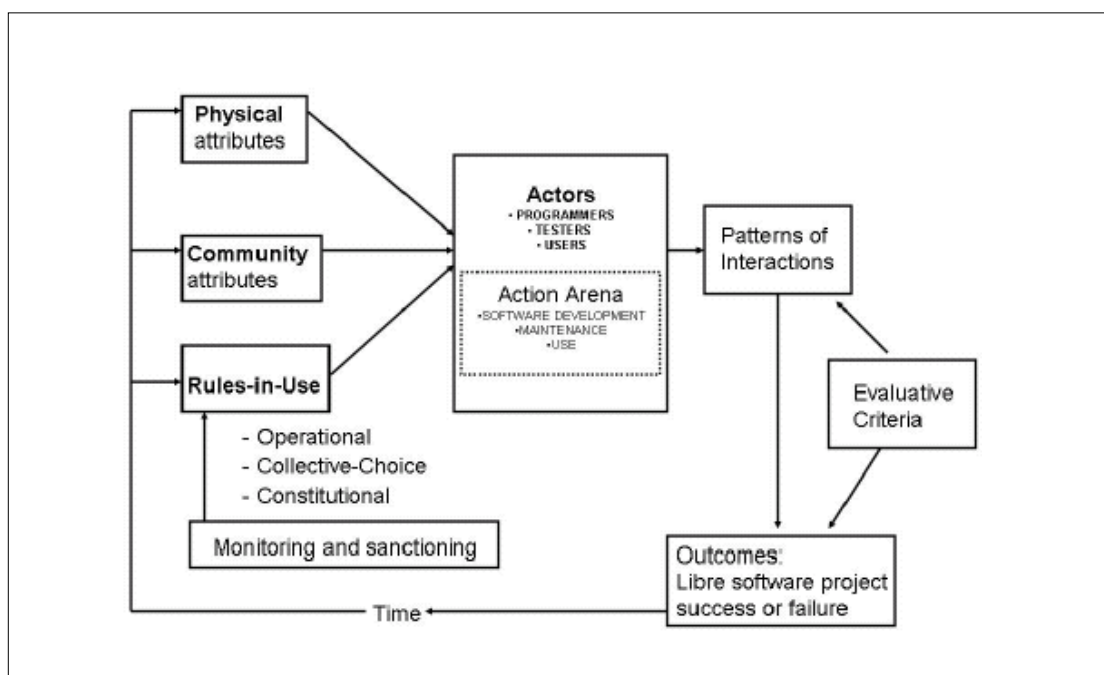 Physical
attributes
Community
attributes
Rules-in-Use
- Operational
- Collective-Choice
- Constitutional
Monitoring and sanctioning
Time
Actors
• PROGRAMMERS
• TESTERS
• USERS
Action Arena
•SOFTWARE DEVELOPMENT
•MAINTENANCE
•USE
Patterns of
Interactions
Evaluative
Criteria
Outcomes:
Libre software project
success or failure